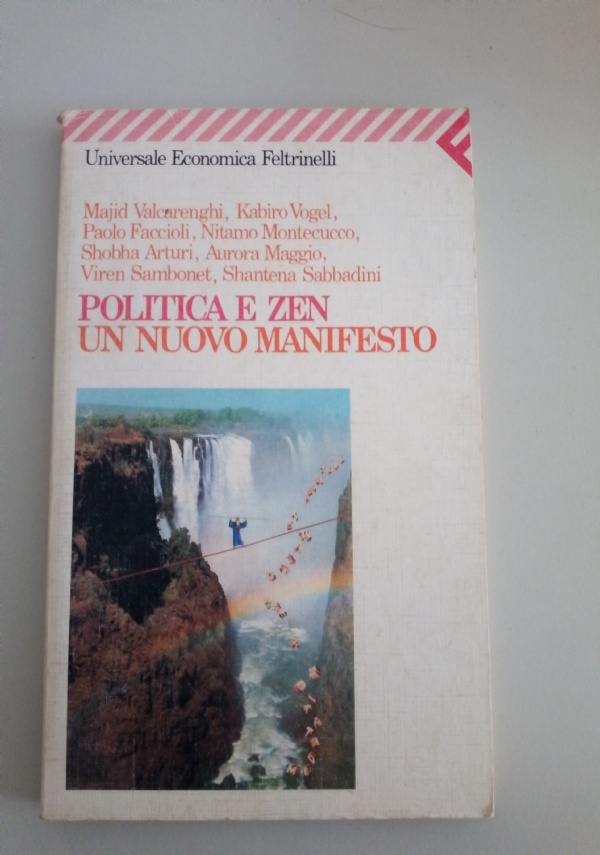 Universale Economica Feltrinelli
Majid Valcarenghi, Kabiro Vogel,
Paolo Faccioli, Nitamo Montecucco,
Shobha Arturi, Aurora Maggio,
Viren Sambonet, Shantena Sabbadini
POLITICA E ZEN
UN NUOVO MANIFESTO